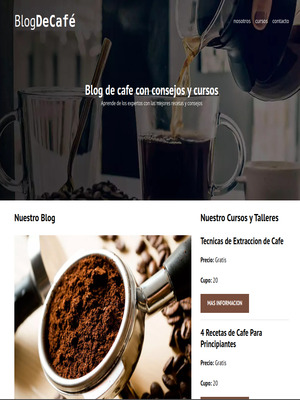 BlogDeCafé
nosotros cursos contacto
Blog de cafe con consejos y cursos
Aprende de los expertos con las mejores recetas y consejos
Nuestro Blog
Nuestro Cursos y Talleres
Tecnicas de Extraccion de Cafe
Precio: Gratis
Cupo: 20
MAS INFORMACION
4 Recetas de Cafe Para
Principiantes
Precio: Gratis
Cupo: 20